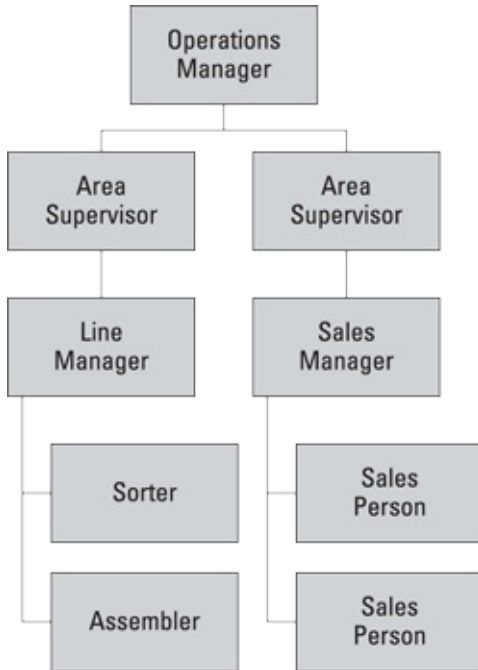 Operations
Manager
Area
Supervisor
Area
Supervisor
Line
Manager
Sales
Manager
Sorter
Sales
Person
Assembler
Sales
Person